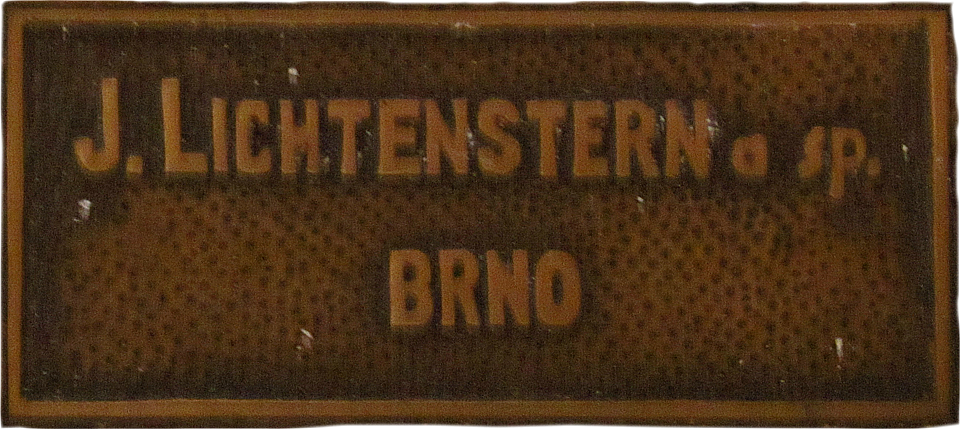 J. LICHTENSTERN a sp.
BRNO